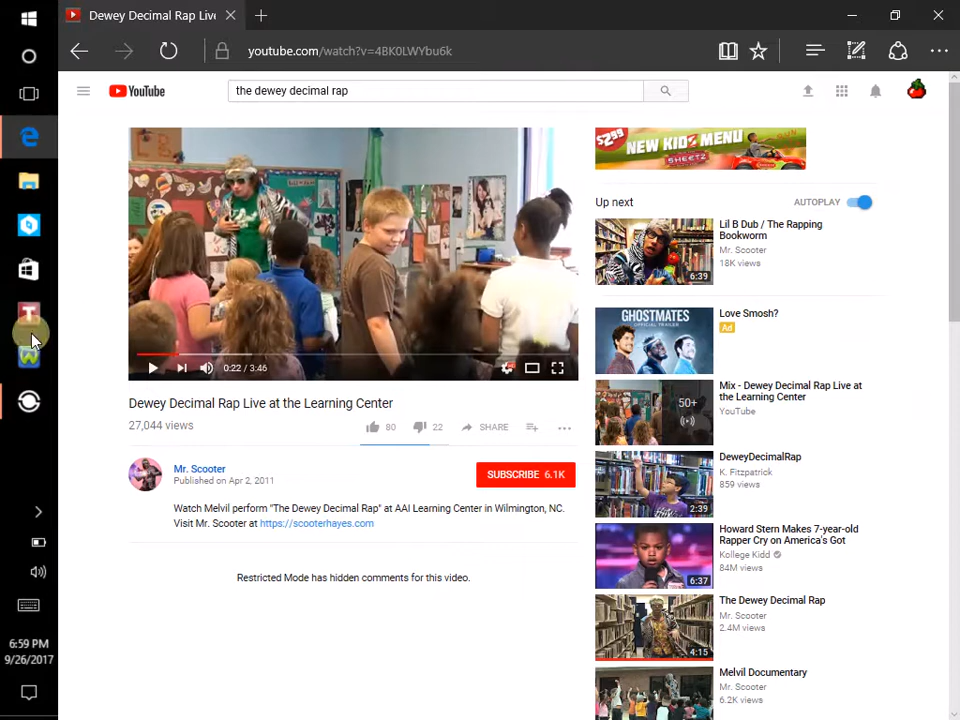 Dewey Decimal Rap Live
youtube.com/watch?v=4BK0LWYbu6k
YouTube
the dewey decimal rap
LB
$2.99
NEW KIDZ MENU
SHEETZ
Up next
AUTOPLAY
Lil B Dub / The Rapping
Bookworm
Mr. Scooter
18K views
6:39
GHOSTMATES
OFFICIAL TRAILER
Love Smosh?
Ad
50+
Mix - Dewey Decimal Rap Live at
the Learning Center
YouTube
DeweyDecimalRap
K. Fitzpatrick
859 views
2:39
Howard Stern Makes 7-year-old
Rapper Cry on America's Got
Kollege Kidd
84M views
6:37
The Dewey Decimal Rap
Mr. Scooter
2.4M views
4:15
Melvil Documentary
Mr. Scooter
6.2K views
0:22 / 3:46
Dewey Decimal Rap Live at the Learning Center
27,044 views
80
22
SHARE
Mr. Scooter
Published on Apr 2, 2011
SUBSCRIBE 6.1K
Watch Melvil perform "The Dewey Decimal Rap" at AAI Learning Center in Wilmington, NC.
Visit Mr. Scooter at https://scooterhayes.com
Restricted Mode has hidden comments for this video.
T
W
6:59 PM
9/26/2017